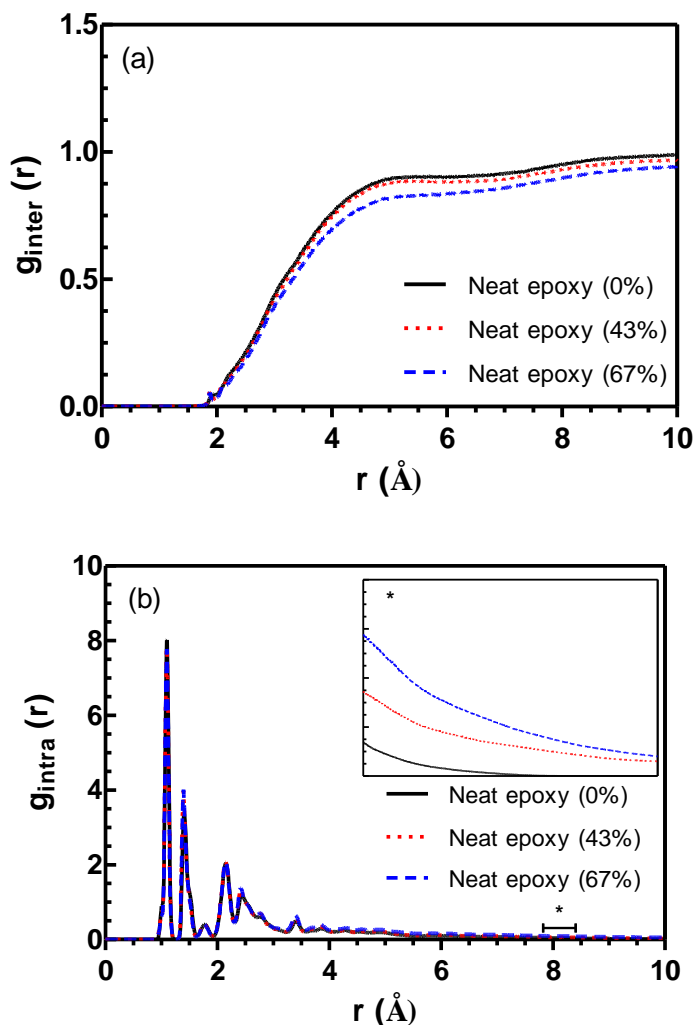 1.5
(a)
1.0
g_inter (r)
0.5
Neat epoxy (0%)
Neat epoxy (43%)
Neat epoxy (67%)
0.0
0 2 4 6 8 10
r (Å)
10
(b)
*
8
6
g_intra (r)
4
Neat epoxy (0%)
Neat epoxy (43%)
2
Neat epoxy (67%)
*
0
0 2 4 6 8 10
r (Å)